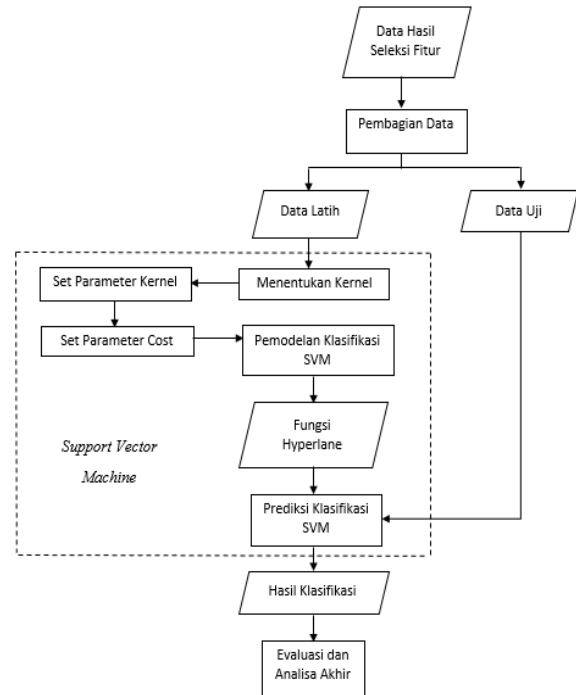 Data Hasil
Seleksi Fitur
Pembagian Data
Data Latih
Data Uji
Set Parameter Kernel
Menentukan Kernel
Set Parameter Cost
Pemodelan Klasifikasi
SVM
Fungsi
Hyperlane
Support Vector
Machine
Prediksi Klasifikasi
SVM
Hasil Klasifikasi
Evaluasi dan
Analisa Akhir